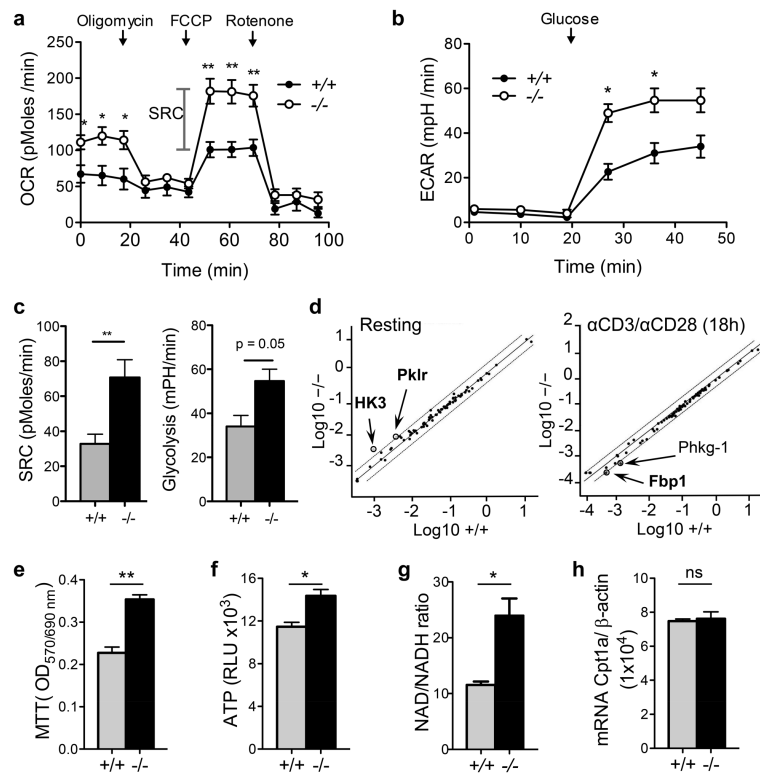 a
Oligomycin FCCP Rotenone
OCR (pMoles /min)
250
200
150
100
50
0
* * *
** ** **
SRC
+/+
-/-
0 20 40 60 80 100
Time (min)
b
Glucose
ECAR (mpH /min)
80
60
40
20
0
* *
+/+
-/-
0 10 20 30 40 50
Time (min)
c
SRC (pMoles/min)
100
80
60
40
20
0
**
+/+ -/-
Glycolysis (mPH/min)
80
60
40
20
0
p = 0.05
+/+ -/-
d
Resting
Log10 −/−
1
0
-1
-2
-3
HK3
Pklr
-3 -2 -1 0 1
Log10 +/+
αCD3/αCD28 (18h)
Log10 −/−
2
1
0
-1
-2
-3
-4
Phkg-1
Fbp1
-4 -3 -2 -1 0 1
Log10 +/+
e
MTT( OD570/690 nm)
0.4
0.2
0.0
**
+/+ -/-
f
ATP (RLU x10³)
16
12
8
4
0
*
+/+ -/-
g
NAD/NADH ratio
30
20
10
0
*
+/+ -/-
h
mRNA Cpt1a/ β-actin
(1x10⁴)
10
8
6
4
2
0
ns
+/+ -/-